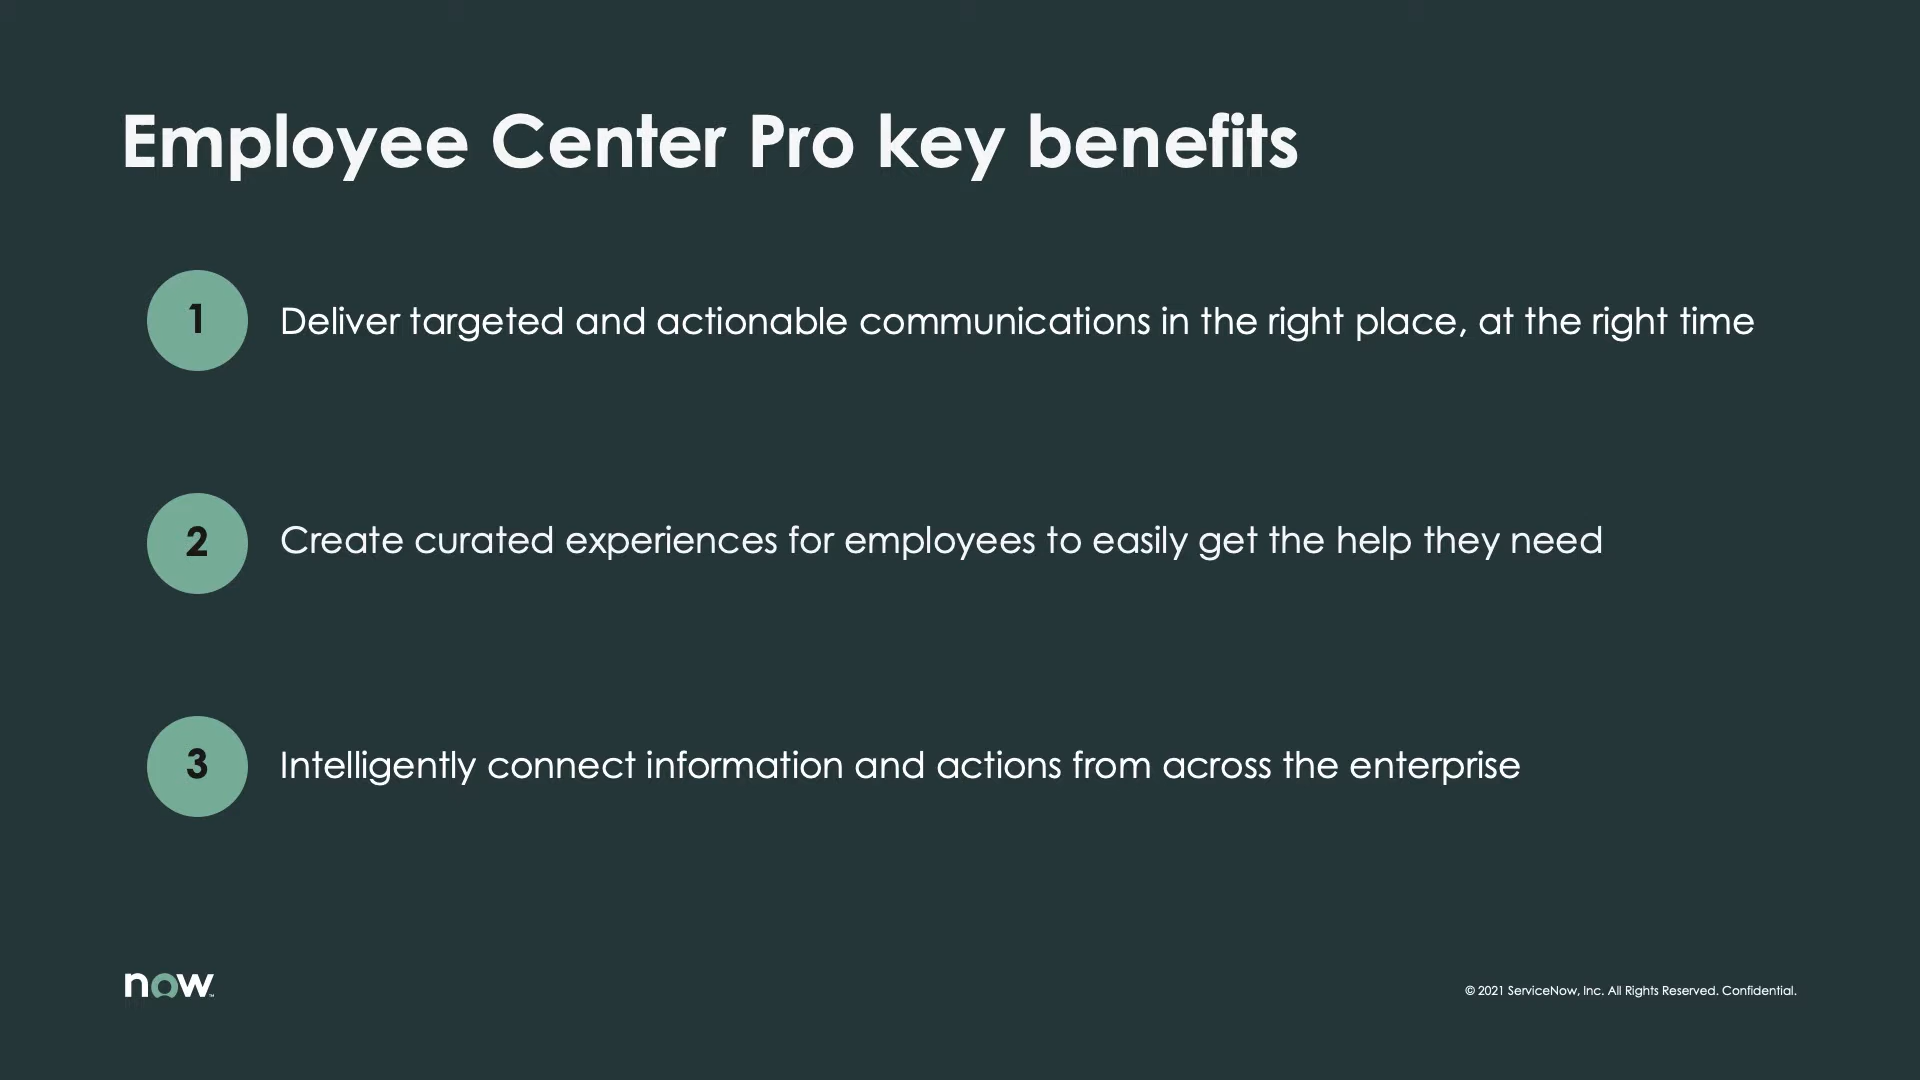 Employee Center Pro key benefits
1
Deliver targeted and actionable communications in the right place, at the right time
2
Create curated experiences for employees to easily get the help they need
3
Intelligently connect information and actions from across the enterprise
now™
© 2021 ServiceNow, Inc. All Rights Reserved. Confidential.